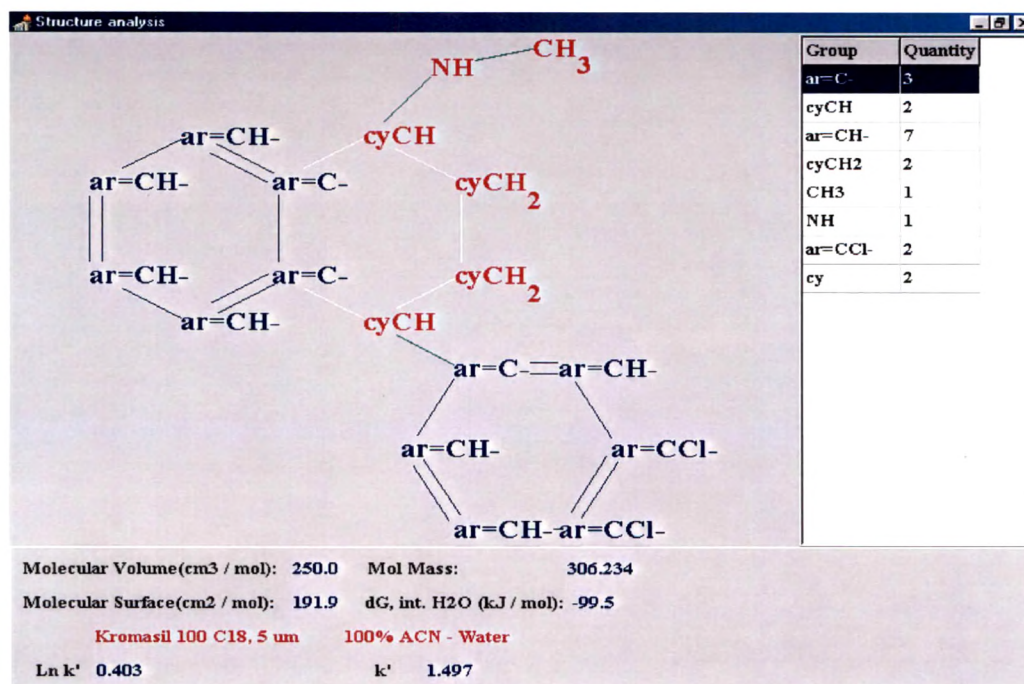 Structure analysis
Group Quantity
ar=C- 3
cyCH 2
ar=CH- 7
cyCH2 2
CH3 1
NH 1
ar=CCl- 2
cy 2
CH3
NH
ar=CH- cyCH
ar=CH- ar=C- cyCH2
ar=CH- ar=C- cyCH2
ar=CH- cyCH
ar=C- ar=CH-
ar=CH- ar=CCl-
ar=CH- ar=CCl-
Molecular Volume(cm3 / mol): 250.0 Mol Mass: 306.234
Molecular Surface(cm2 / mol): 191.9 dG, int. H2O (kJ / mol): -99.5
Kromasil 100 C18, 5 um 100% ACN - Water
Ln k' 0.403 k' 1.497